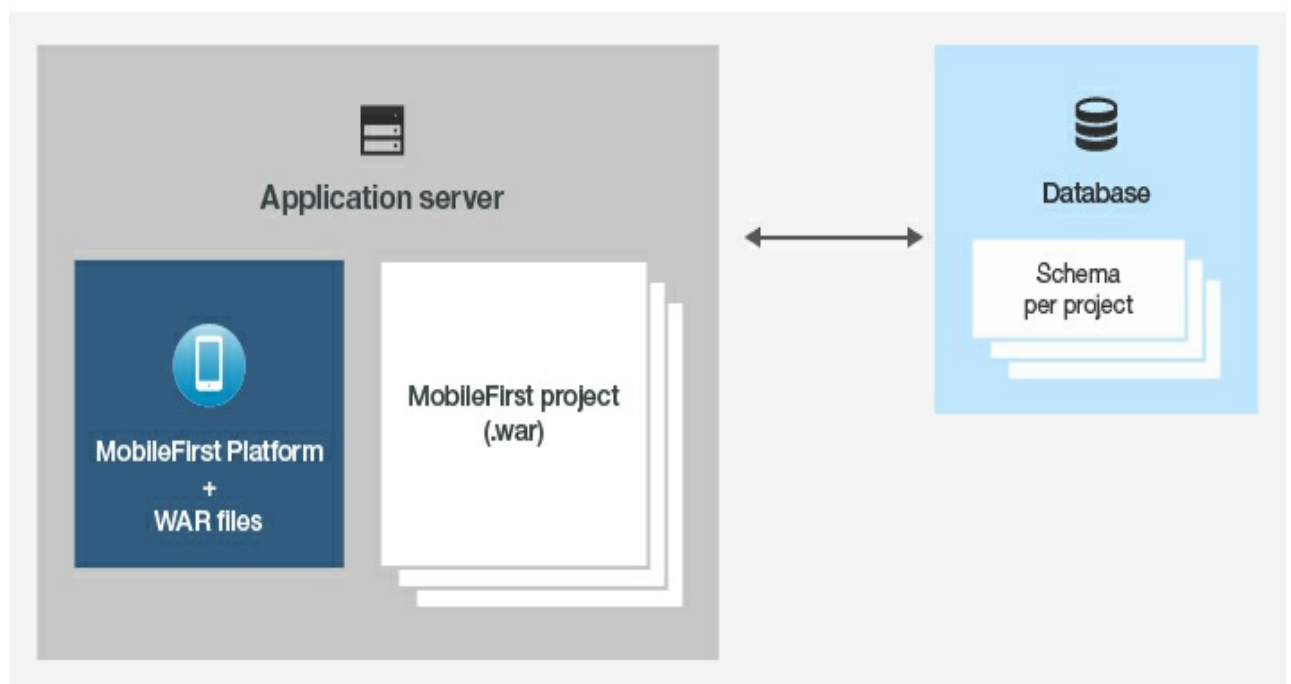 Application server
MobileFirst Platform
+
WAR files
MobileFirst project
(.war)
Database
Schema
per project